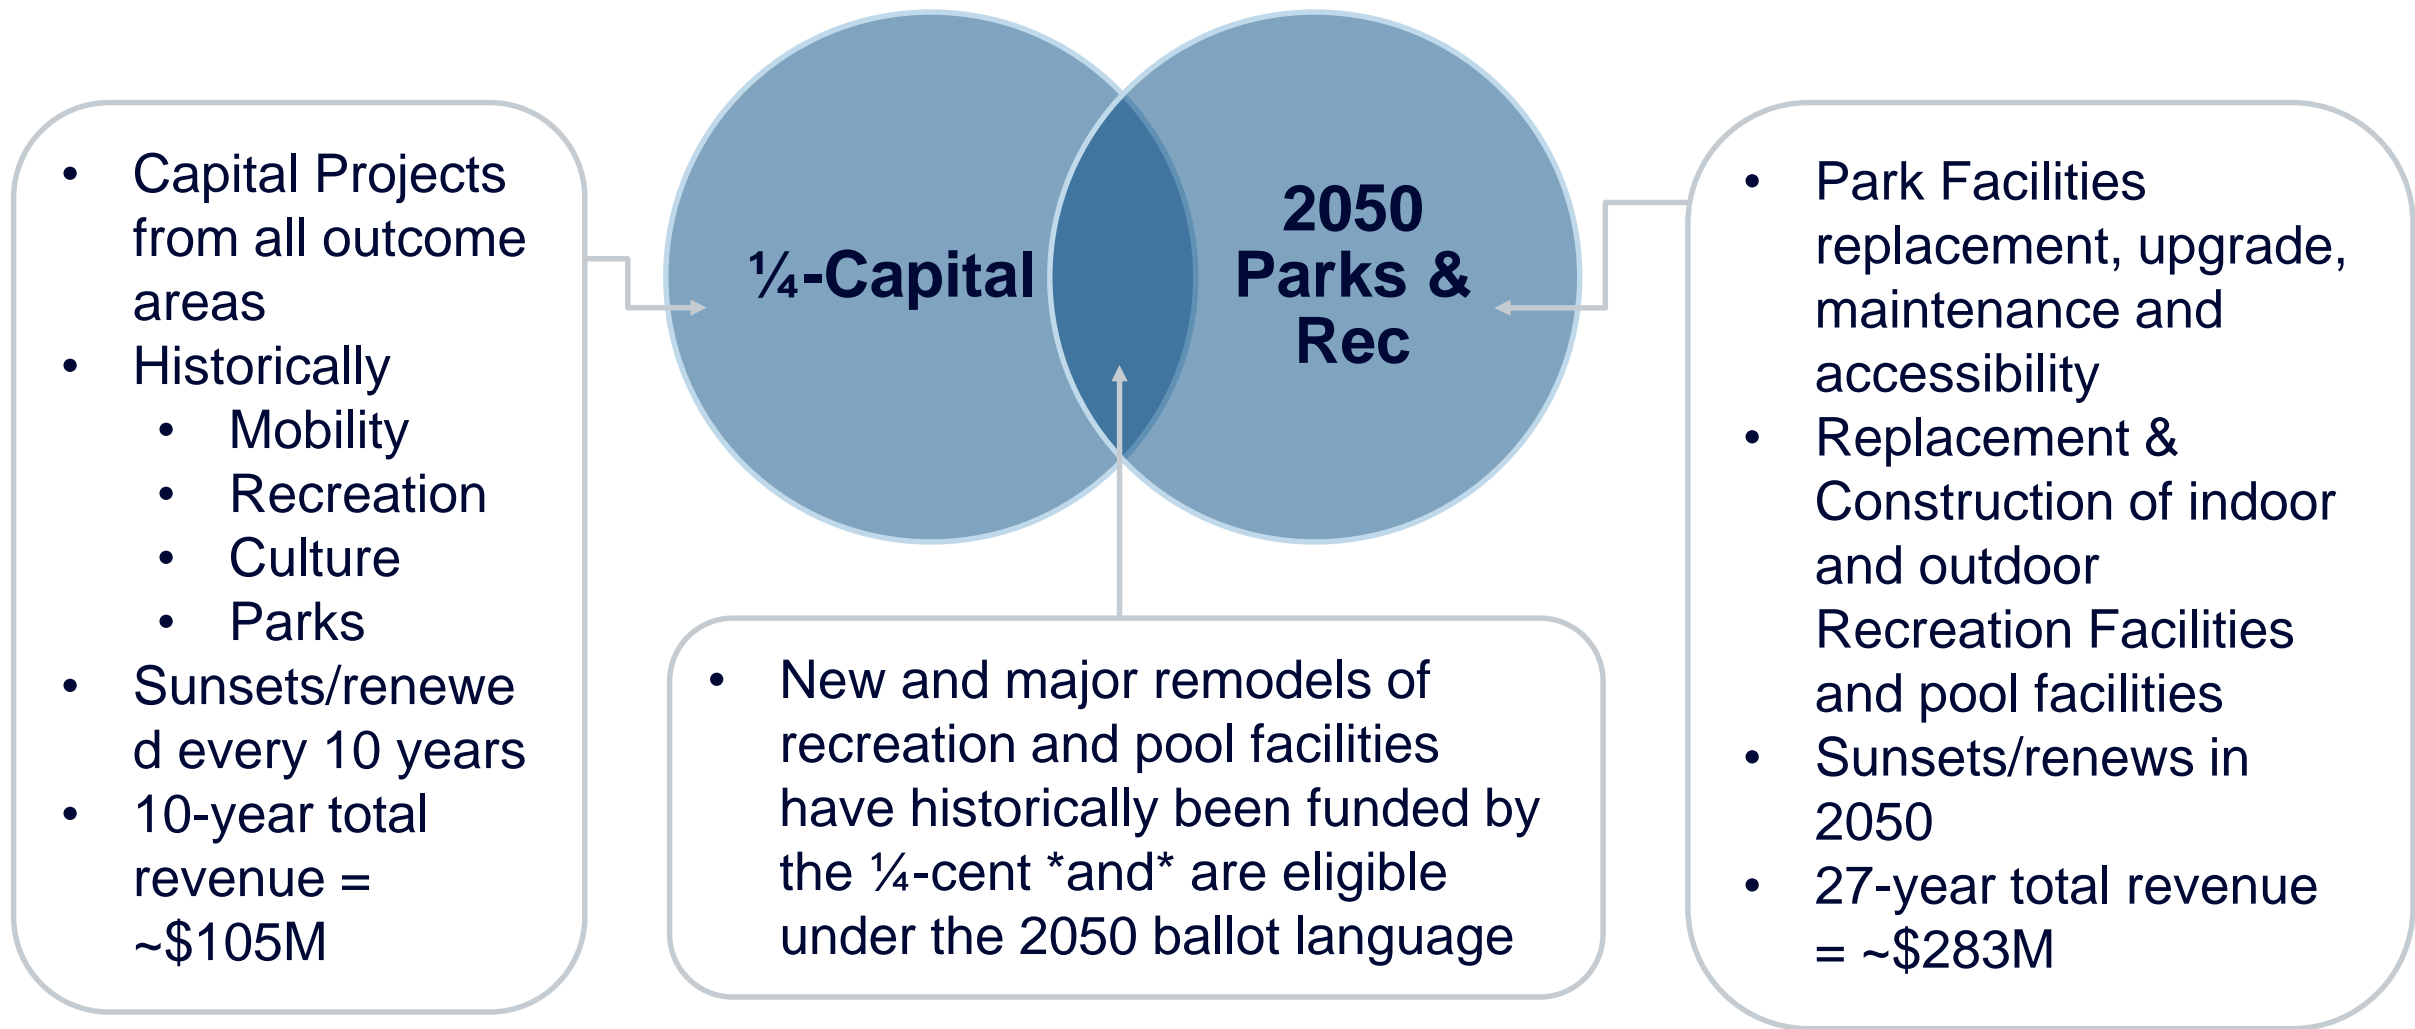 • Capital Projects
from all outcome
areas
• Historically
• Mobility
• Recreation
• Culture
• Parks
• Sunsets/renewe
d every 10 years
• 10-year total
revenue =
~$105M
¼-Capital
2050
Parks &
Rec
• New and major remodels of
recreation and pool facilities
have historically been funded by
the ¼-cent *and* are eligible
under the 2050 ballot language
• Park Facilities
replacement, upgrade,
maintenance and
accessibility
• Replacement &
Construction of indoor
and outdoor
Recreation Facilities
and pool facilities
• Sunsets/renews in
2050
• 27-year total revenue
= ~$283M